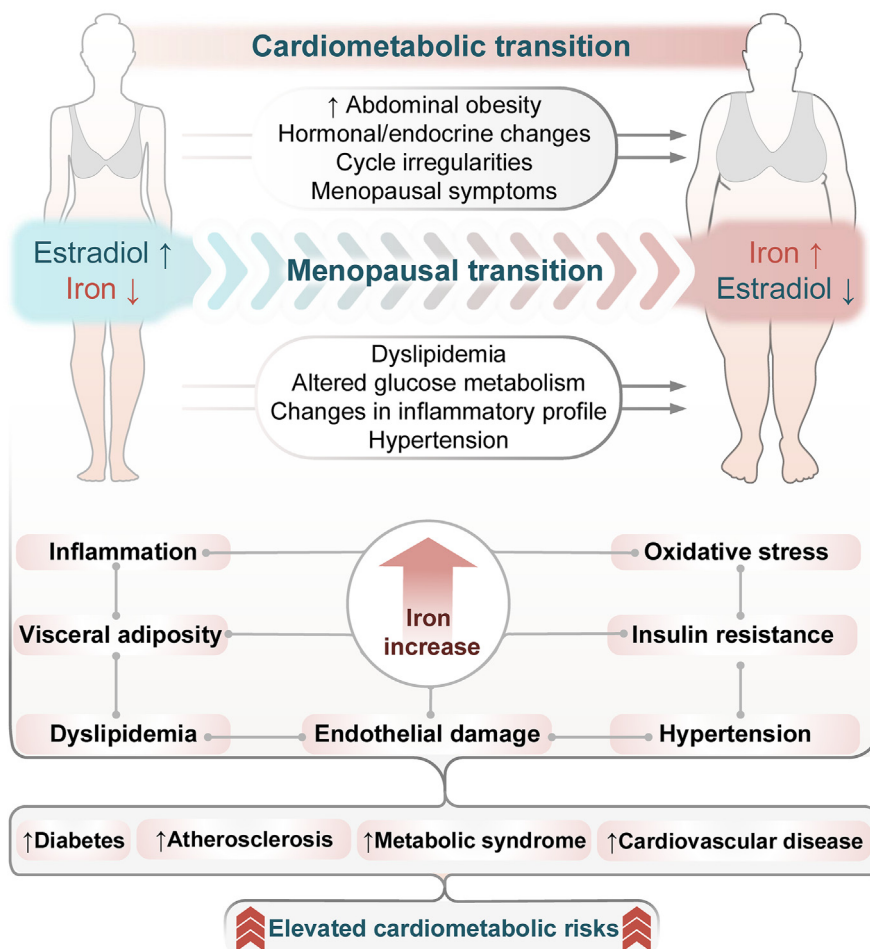 Cardiometabolic transition
↑ Abdominal obesity
Hormonal/endocrine changes
Cycle irregularities
Menopausal symptoms
Estradiol ↑
Iron ↓
Menopausal transition
Iron ↑
Estradiol ↓
Dyslipidemia
Altered glucose metabolism
Changes in inflammatory profile
Hypertension
Inflammation
Oxidative stress
Iron
increase
Visceral adiposity
Insulin resistance
Dyslipidemia
Endothelial damage
Hypertension
↑Diabetes
↑Atherosclerosis
↑Metabolic syndrome
↑Cardiovascular disease
Elevated cardiometabolic risks